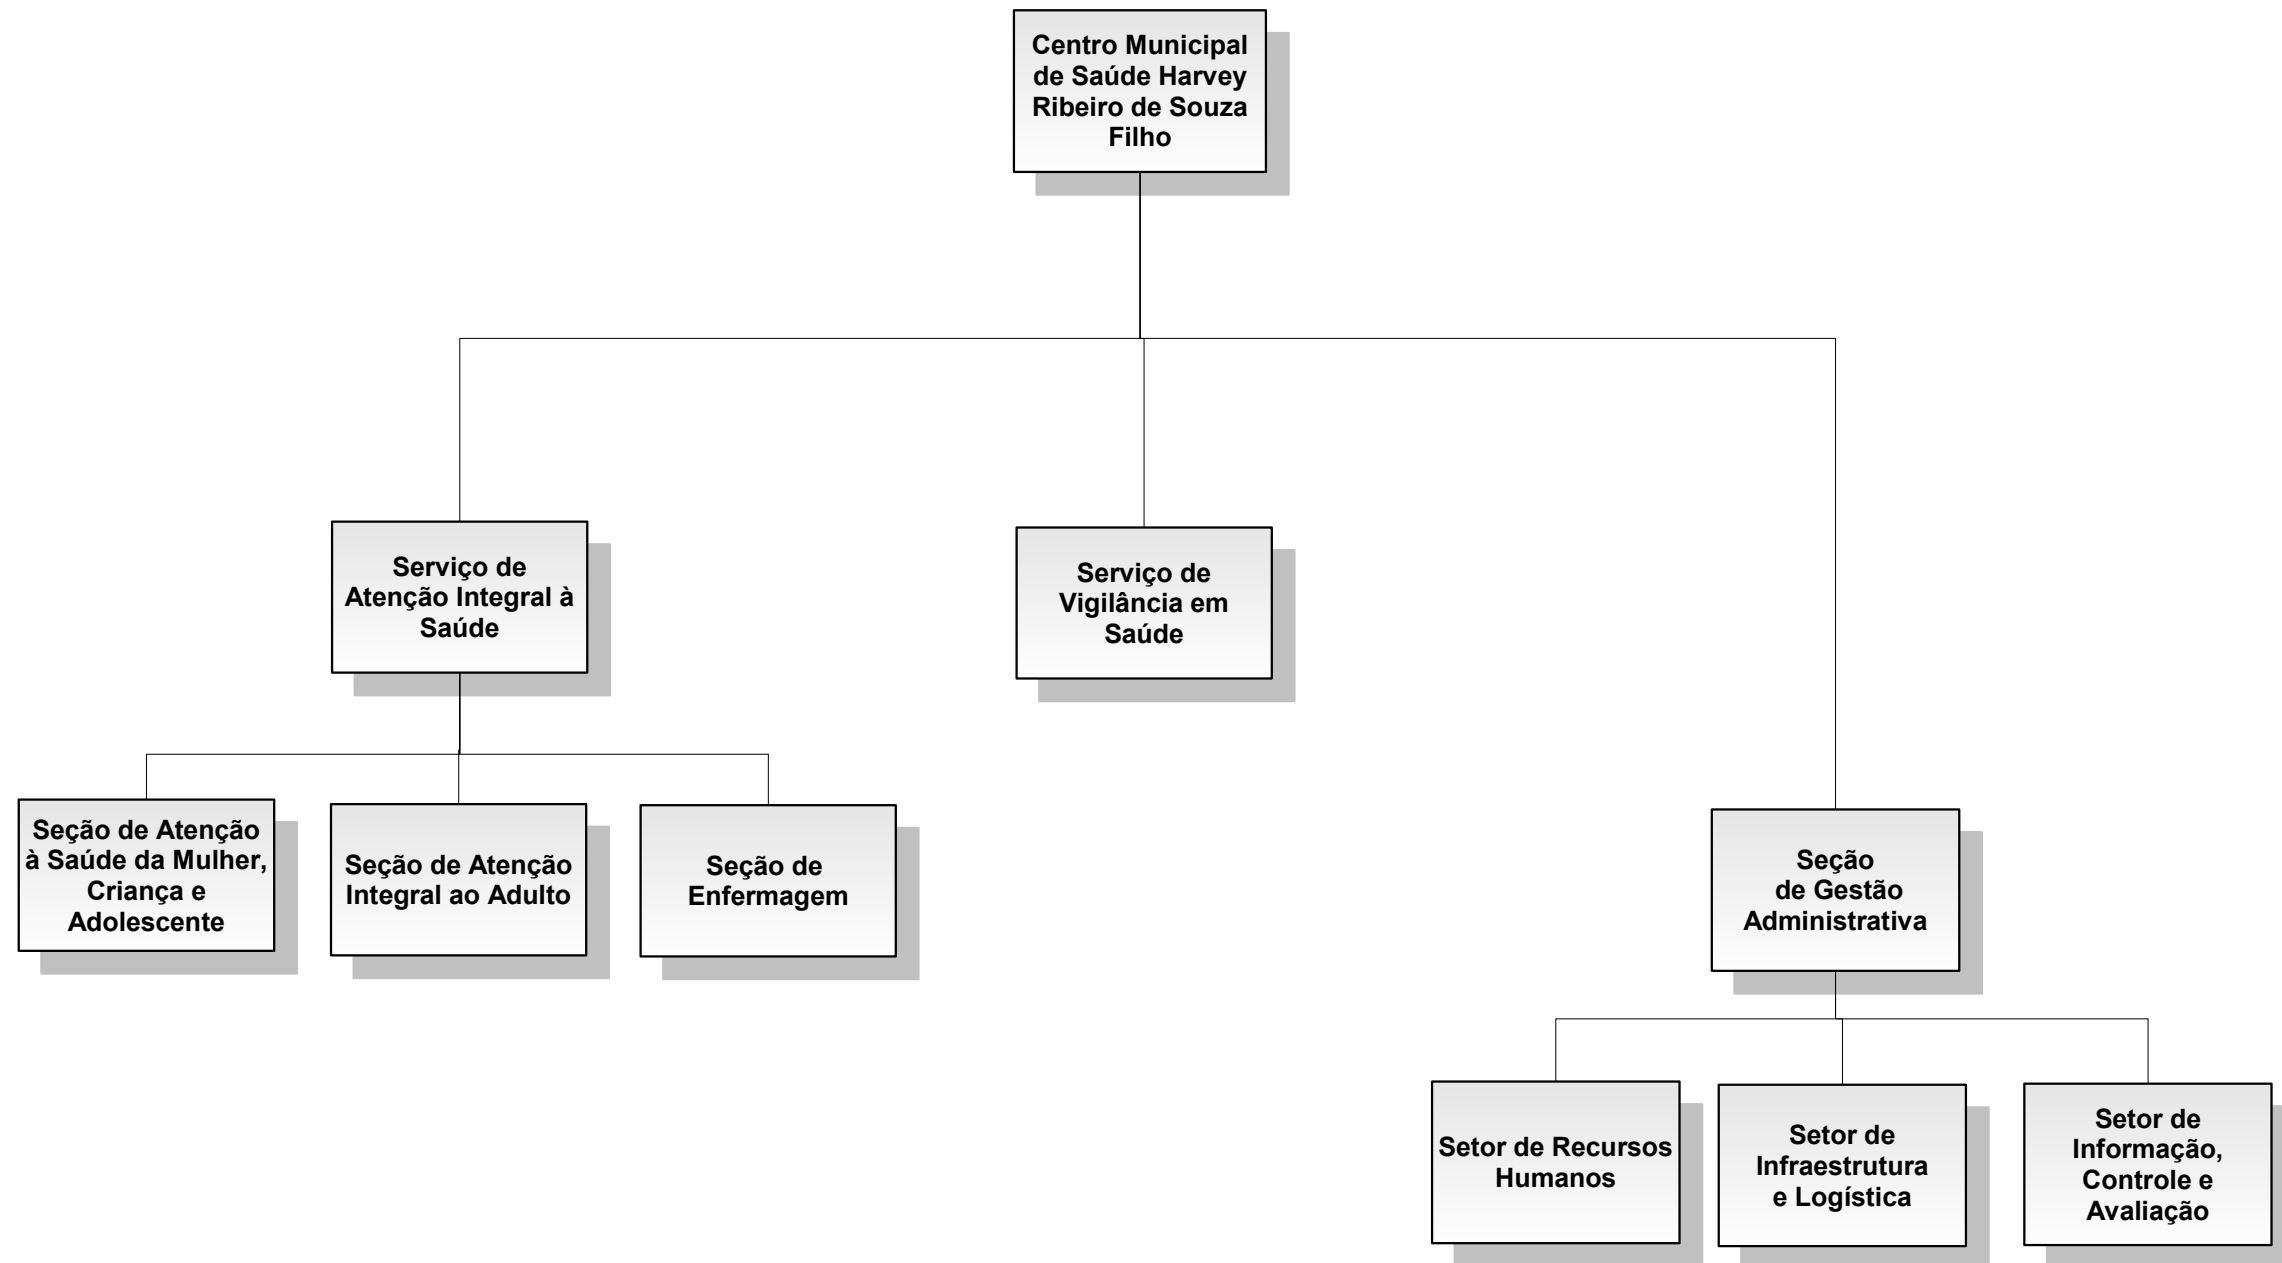 Centro Municipal
de Saúde Harvey
Ribeiro de Souza
Filho
Serviço de
Atenção Integral à
Saúde
Serviço de
Vigilância em
Saúde
Seção de Atenção
à Saúde da Mulher,
Criança e
Adolescente
Seção de Atenção
Integral ao Adulto
Seção de
Enfermagem
Seção
de Gestão
Administrativa
Setor de Recursos
Humanos
Setor de
Infraestrutura
e Logística
Setor de
Informação,
Controle e
Avaliação